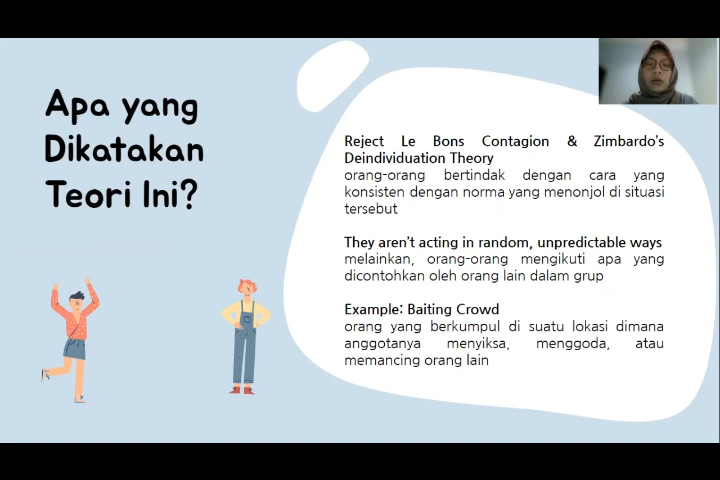 Apa yang
Dikatakan
Teori Ini?
Reject Le Bons Contagion & Zimbardo's
Deindividuation Theory
orang-orang bertindak dengan cara yang
konsisten dengan norma yang menonjol di situasi
tersebut
They aren't acting in random, unpredictable ways
melainkan, orang-orang mengikuti apa yang
dicontohkan oleh orang lain dalam grup
Example: Baiting Crowd
orang yang berkumpul di suatu lokasi dimana
anggotanya menyiksa, menggoda, atau
memancing orang lain